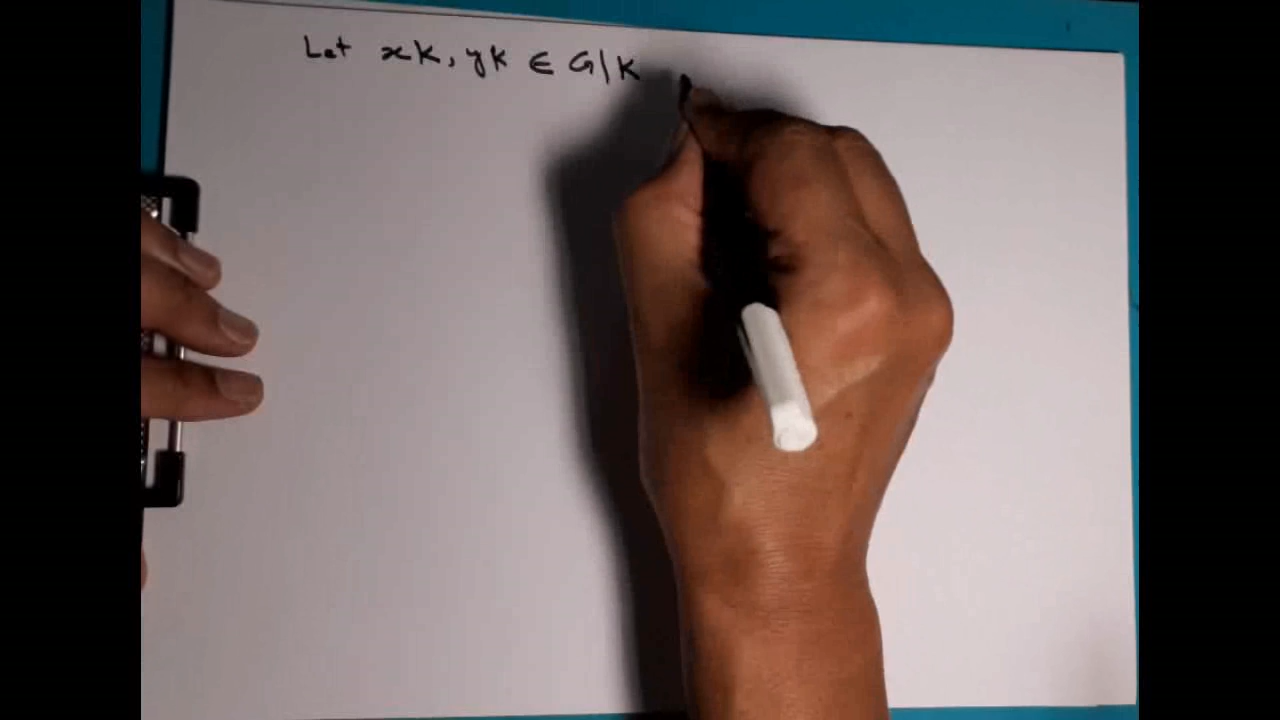 Let xK, yK ∈ G/K